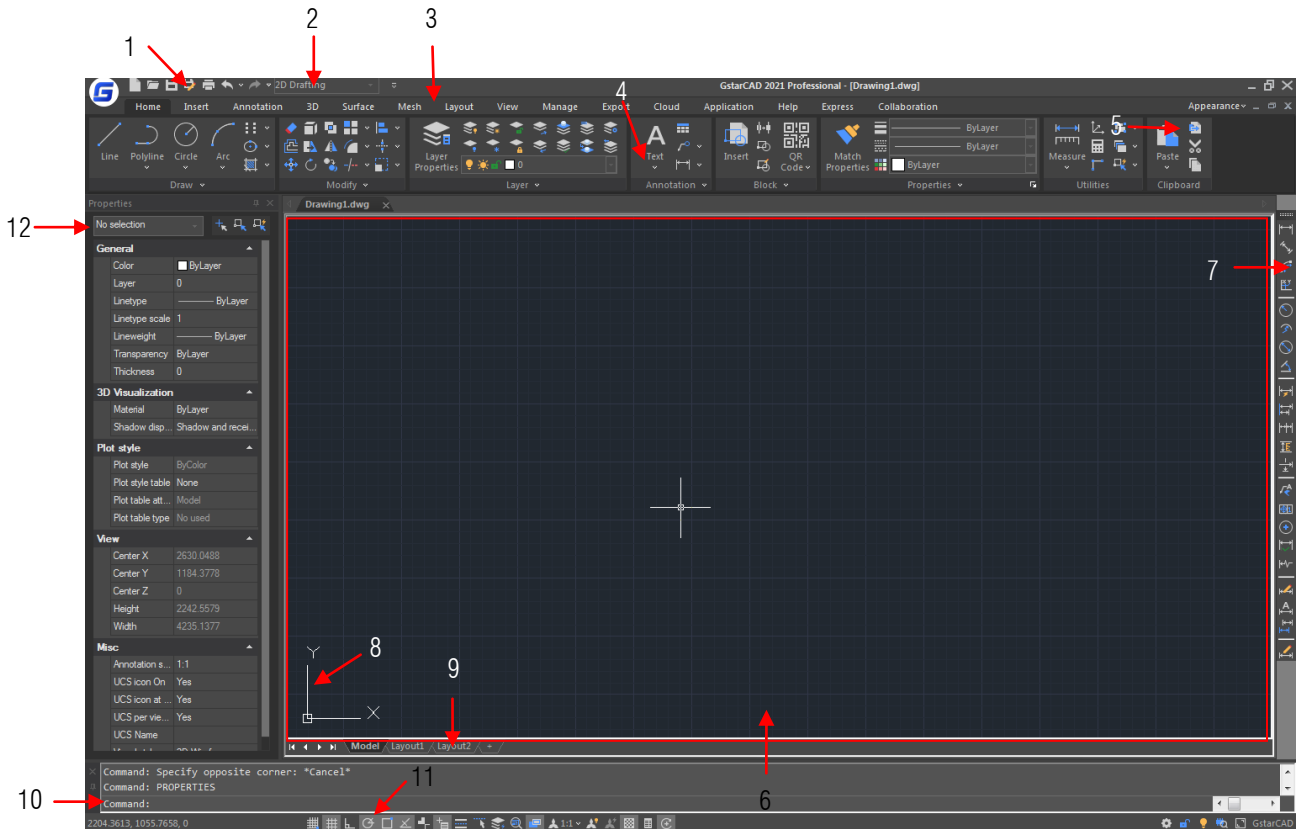 2
3
1
2D Drafting
GstarCAD 2021 Professional - [Drawing1.dwg]
4
Home Insert Annotation 3D Surface Mesh Layout View Manage Export Cloud Application Help Express Collaboration Appearance
5
ByLayer
ByLayer
ByLayer
Line Polyline Circle Arc
Layer
Properties
0
Text
Insert
QR
Code
Match
Properties
Measure
Paste
Draw Modify Layer Annotation Block Properties Utilities Clipboard
Properties
Drawing1.dwg
12
No selection
General
Color ByLayer
Layer 0
Linetype ByLayer
Linetype scale 1
Lineweight ByLayer
Transparency ByLayer
Thickness 0
3D Visualization
Material ByLayer
Shadow disp... Shadow and recei...
Plot style
Plot style ByColor
Plot style table None
Plot table att... Model
Plot table type No used
View
Center X 2630.0488
Center Y 1184.3778
Center Z 0
Height 2242.5579
Width 4235.1377
Misc
Annotation s... 1:1
UCS icon On Yes
UCS icon at ... Yes
UCS per vie... Yes
UCS Name
7
Y
8
X
9
Model Layout1 Layout2 +
6
Command: Specify opposite corner: *Cancel*
Command: PROPERTIES
Command:
10
11
2204.3613, 1055.7658, 0
1:1
GstarCAD